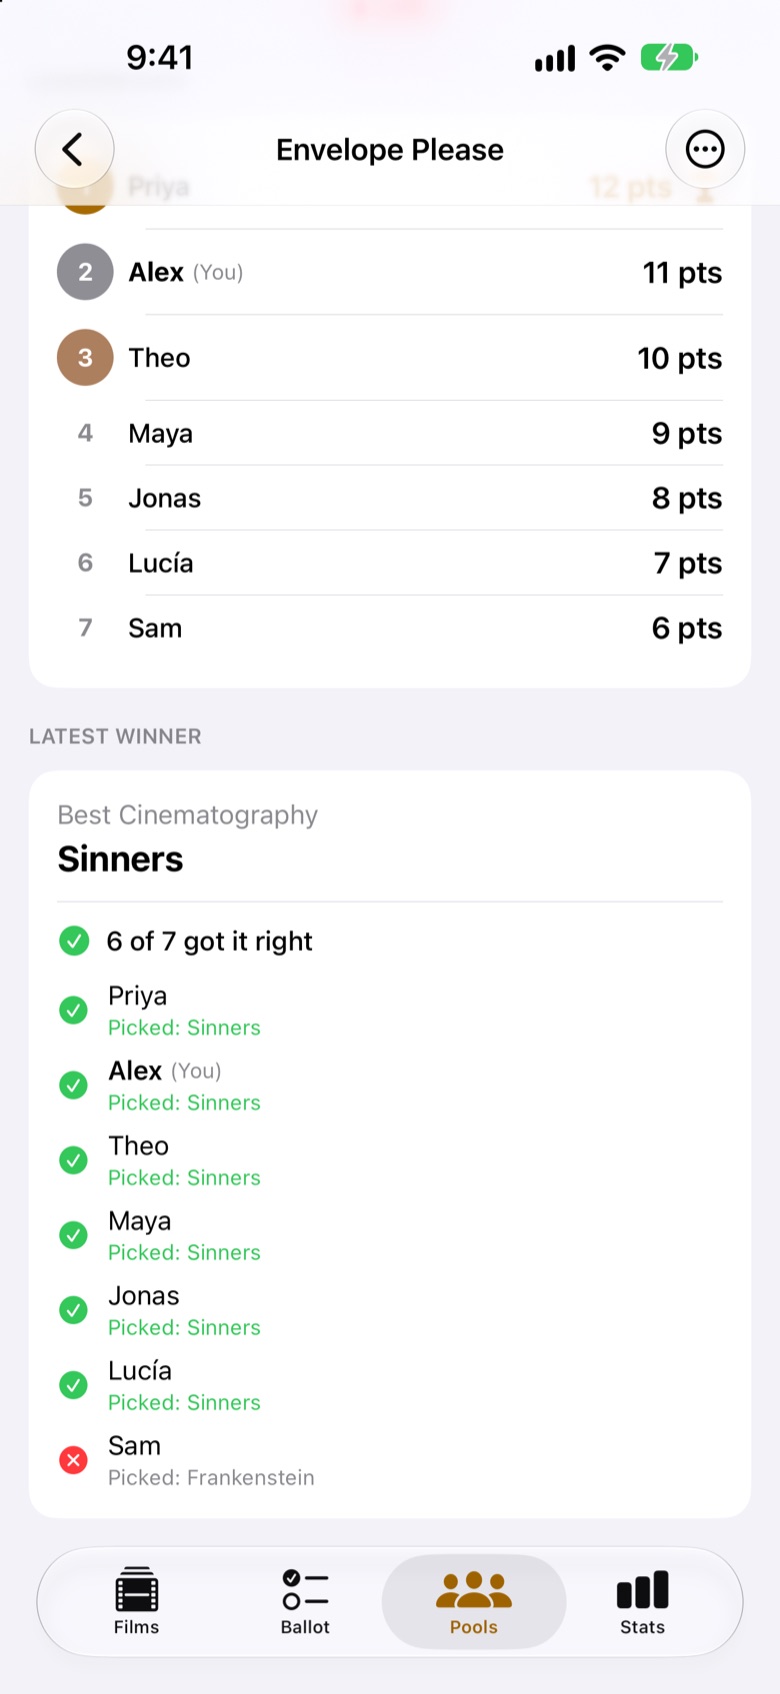 9:41
Envelope Please
Priya 12 pts
2 Alex (You) 11 pts
3 Theo 10 pts
4 Maya 9 pts
5 Jonas 8 pts
6 Lucía 7 pts
7 Sam 6 pts
LATEST WINNER
Best Cinematography
Sinners
6 of 7 got it right
Priya
Picked: Sinners
Alex (You)
Picked: Sinners
Theo
Picked: Sinners
Maya
Picked: Sinners
Jonas
Picked: Sinners
Lucía
Picked: Sinners
Sam
Picked: Frankenstein
Films
Ballot
Pools
Stats